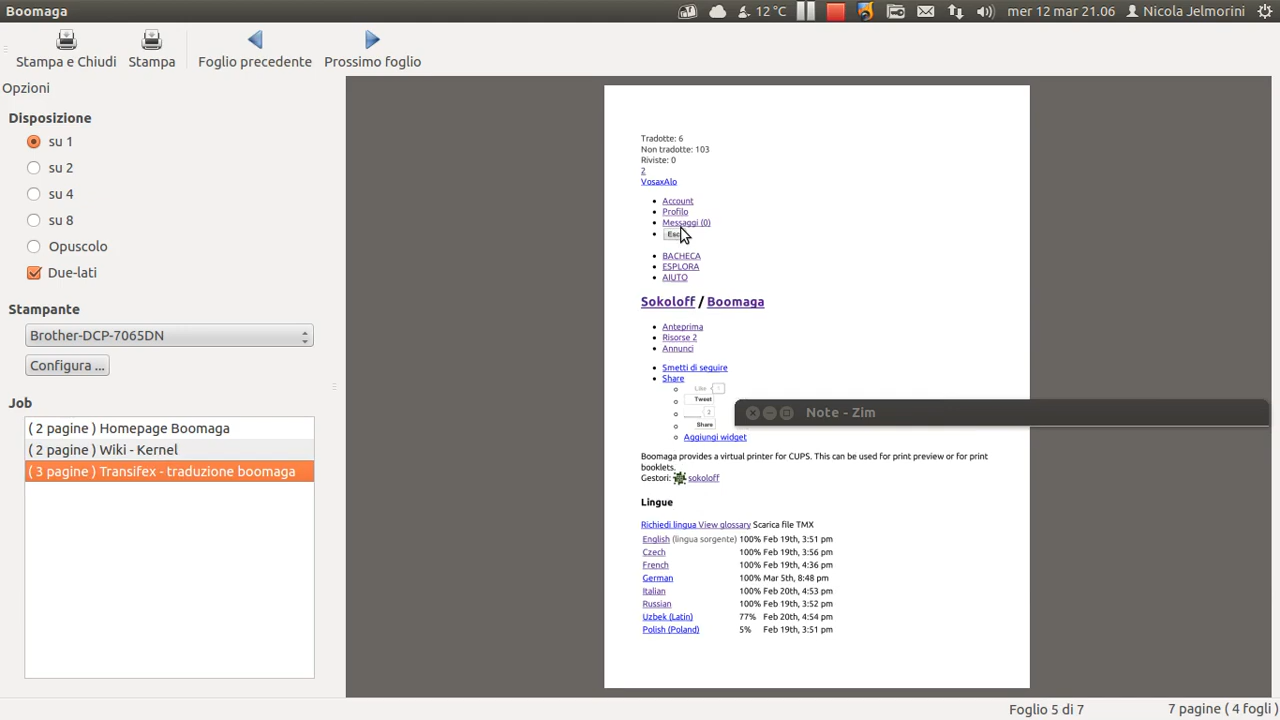 Boomaga
12 °C
mer 12 mar 21.06
Nicola Jelmorini
Stampa e Chiudi
Stampa
Foglio precedente
Prossimo foglio
Opzioni
Disposizione
su 1
su 2
su 4
su 8
Opuscolo
Due-lati
Stampante
Brother-DCP-7065DN
Configura ...
Job
( 2 pagine ) Homepage Boomaga
( 2 pagine ) Wiki - Kernel
( 3 pagine ) Transifex - traduzione boomaga
Tradotte: 6
Non tradotte: 103
Riviste: 0
2
VosaxAlo
Account
Profilo
Messaggi (0)
BACHECA
ESPLORA
AIUTO
Sokoloff / Boomaga
Anteprima
Risorse 2
Annunci
Smetti di seguire
Share
Like 1
Tweet
2
Share
Aggiungi widget
Note - Zim
Boomaga provides a virtual printer for CUPS. This can be used for print preview or for print
booklets.
Gestori: sokoloff
Lingue
Richiedi lingua View glossary Scarica file TMX
English (lingua sorgente) 100% Feb 19th, 3:51 pm
Czech 100% Feb 19th, 3:56 pm
French 100% Feb 19th, 4:36 pm
German 100% Mar 5th, 8:48 pm
Italian 100% Feb 20th, 4:53 pm
Russian 100% Feb 19th, 3:52 pm
Uzbek (Latin) 77% Feb 20th, 4:54 pm
Polish (Poland) 5% Feb 19th, 3:51 pm
Foglio 5 di 7
7 pagine ( 4 fogli )